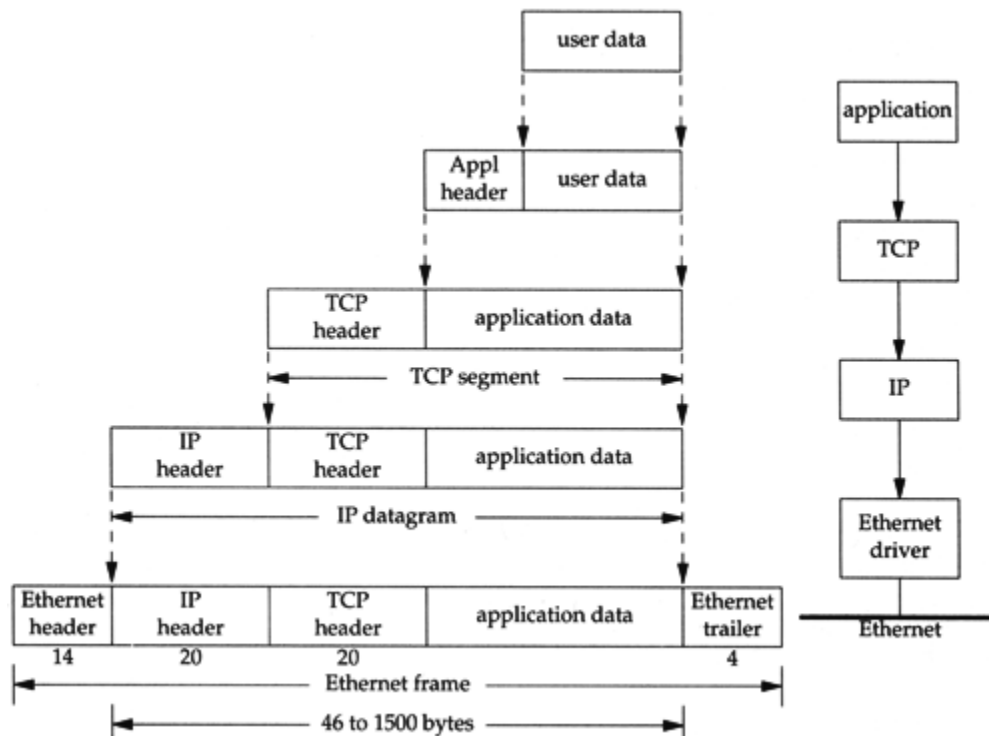 user data
application
Appl
header
user data
TCP
TCP
header
application data
TCP segment
IP
IP
header
TCP
header
application data
IP datagram
Ethernet
driver
Ethernet
header
IP
header
TCP
header
application data
Ethernet
trailer
Ethernet
14
20
20
4
Ethernet frame
46 to 1500 bytes